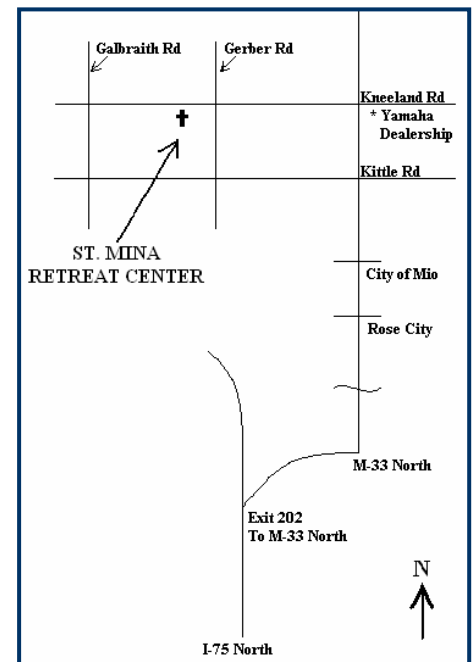 Galbraith Rd
Gerber Rd
Kneeland Rd
* Yamaha
Dealership
Kittle Rd
ST. MINA
RETREAT CENTER
City of Mio
Rose City
M-33 North
Exit 202
To M-33 North
N
I-75 North